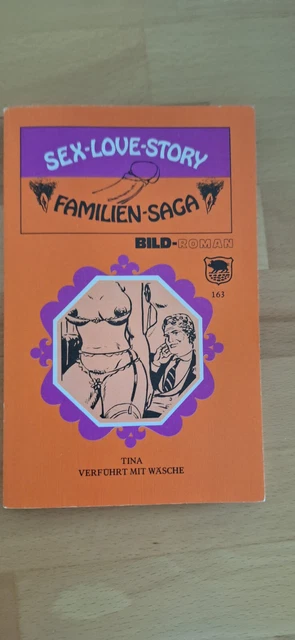 SEX-LOVE-STORY
FAMILIEN-SAGA
BILD-ROMAN
163
TINA
VERFÜHRT MIT WÄSCHE